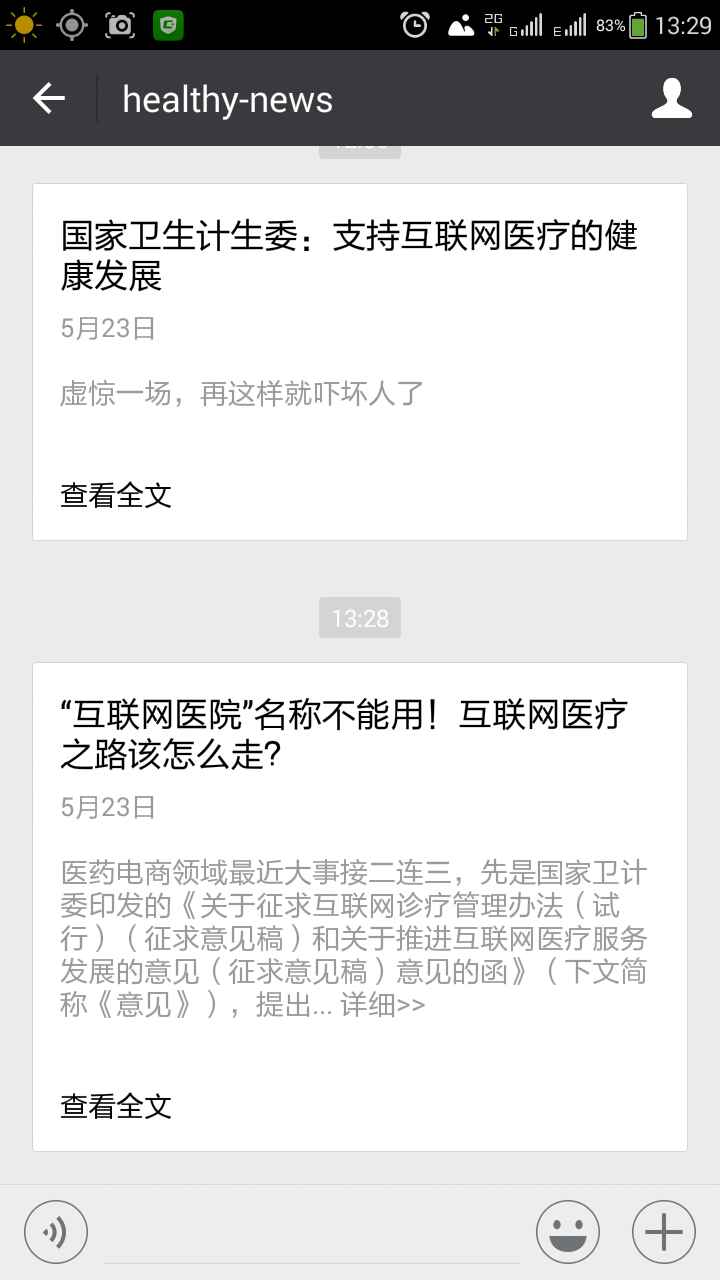 2G
G
E
83%
13:29
healthy-news
国家卫生计生委：支持互联网医疗的健
康发展
5月23日
虚惊一场，再这样就吓坏人了
查看全文
13:28
“互联网医院”名称不能用！互联网医疗
之路该怎么走？
5月23日
医药电商领域最近大事接二连三，先是国家卫计
委印发的《关于征求互联网诊疗管理办法（试
行）（征求意见稿）和关于推进互联网医疗服务
发展的意见（征求意见稿）意见的函》（下文简
称《意见》），提出... 详细>>
查看全文